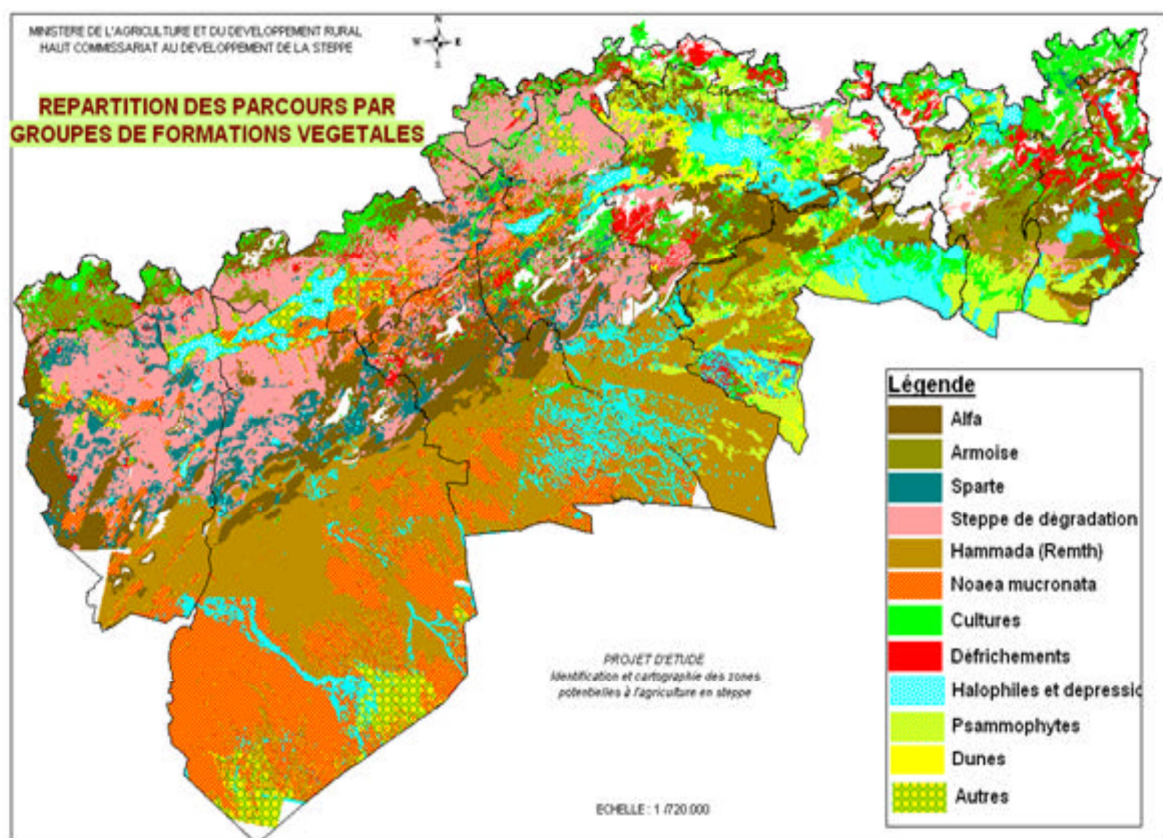 MINISTERE DE L'AGRICULTURE ET DU DEVELOPPEMENT RURAL
HAUT COMMISSARIAT AU DEVELOPPEMENT DE LA STEPPE
N
W E
S
REPARTITION DES PARCOURS PAR
GROUPES DE FORMATIONS VEGETALES
Légende
Alfa
Armoise
Sparte
Steppe de dégradation
Hammada (Remth)
Noaea mucronata
Cultures
Défrichements
Halophiles et depressio
Psammophytes
Dunes
Autres
PROJET D'ETUDE
Identification et cartographie des zones
potentielles à l'agriculture en steppe
ECHELLE : 1 /720.000